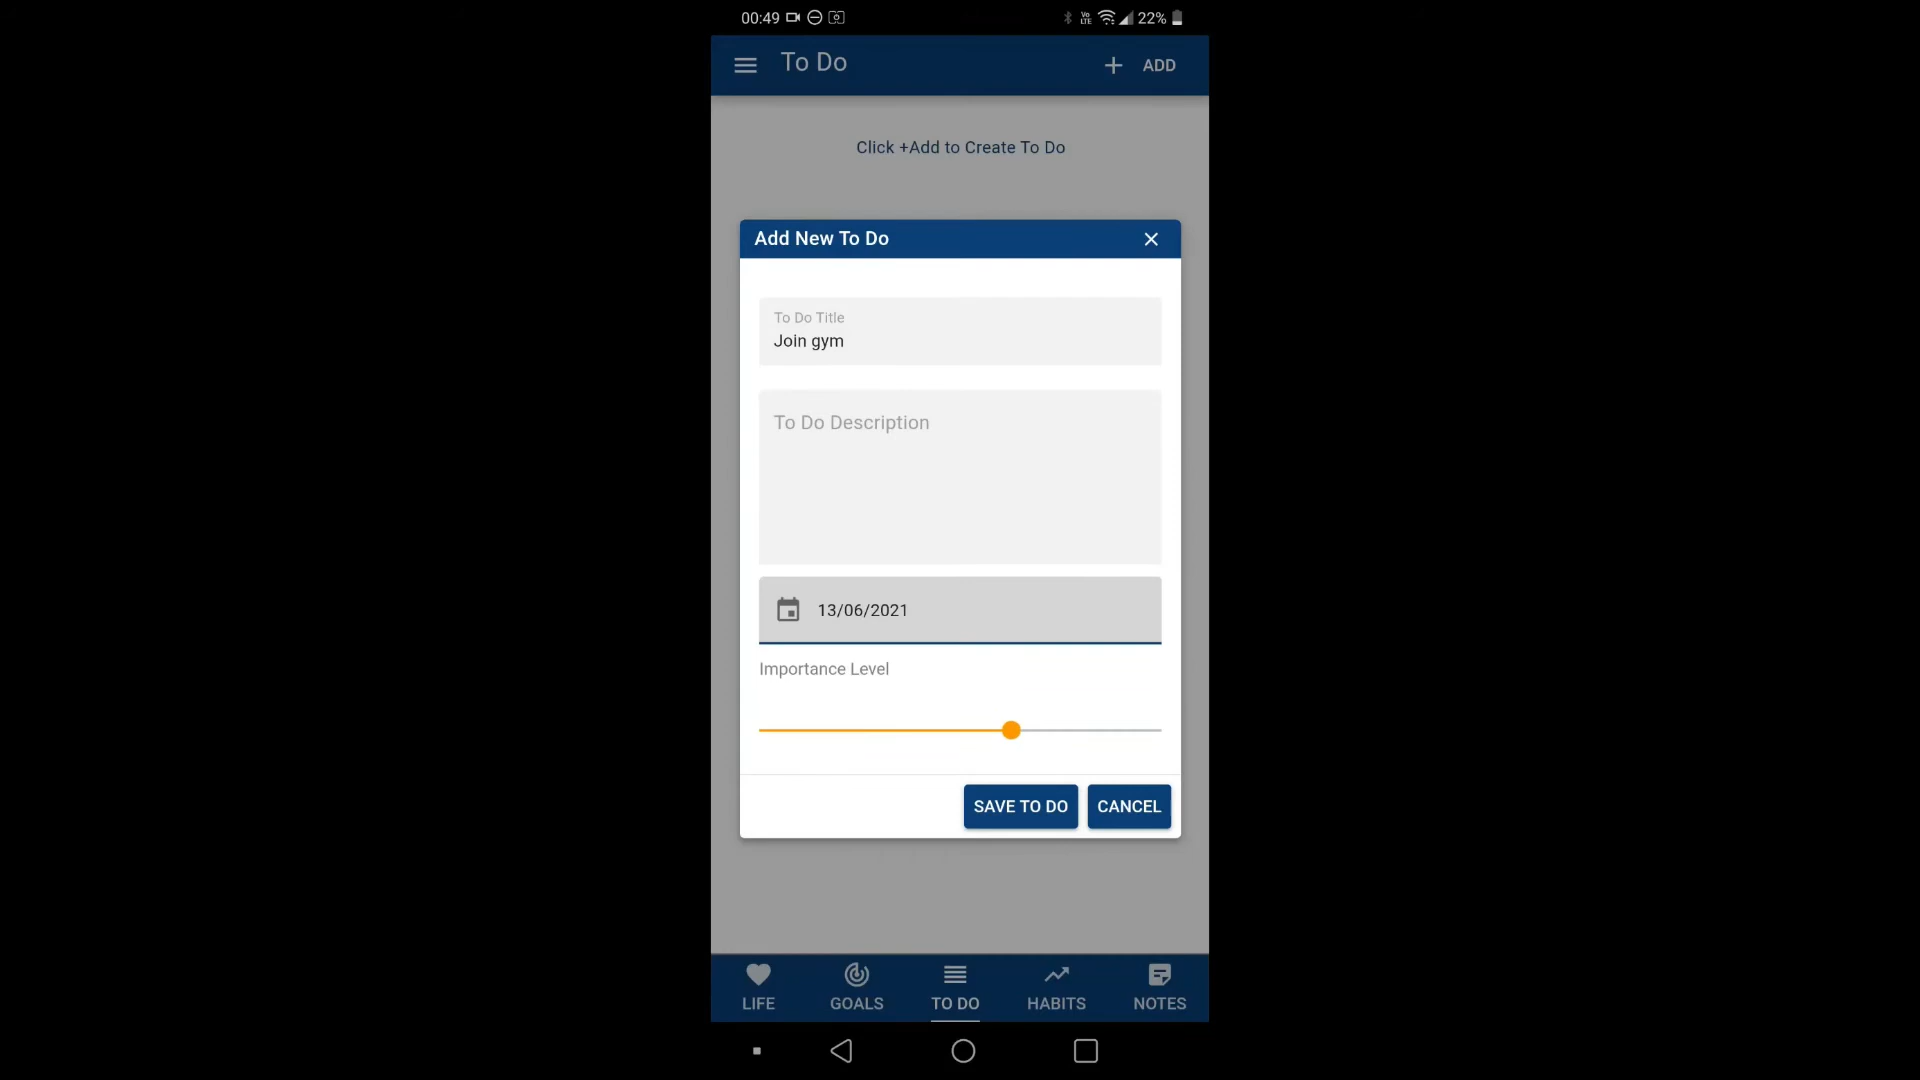 00:49 Vo LTE 22%
To Do
ADD
Click +Add to Create To Do
Add New To Do
To Do Title
Join gym
To Do Description
13/06/2021
Importance Level
SAVE TO DO CANCEL
LIFE GOALS TO DO HABITS NOTES